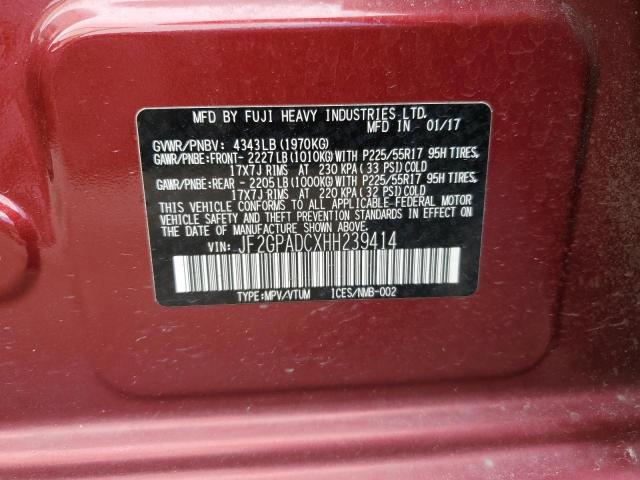 MFD BY FUJI HEAVY INDUSTRIES LTD.
MFD IN 01/17
GVWR/PNBV: 4343LB (1970KG)
GAWR/PNBE:FRONT- 2227LB(1010KG)WITH P225/55R17 95H TIRES,
17X7J RIMS AT 230 KPA(33 PSI)COLD
GAWR/PNBE:REAR - 2205LB(1000KG)WITH P225/55R17 95H TIRES,
17X7J RIMS AT 220 KPA(32 PSI)COLD
THIS VEHICLE CONFORMS TO ALL APPLICABLE-FEDERAL MOTOR
VEHICLE SAFETY AND THEFT PREVENTION STANDARDS IN EFFECT ON
THE DATE OF MANUFACTURE SHOWN ABOVE.
VIN: JF2GPADCXHH239414
TYPE:MPV/VTUM ICES/NMB-002